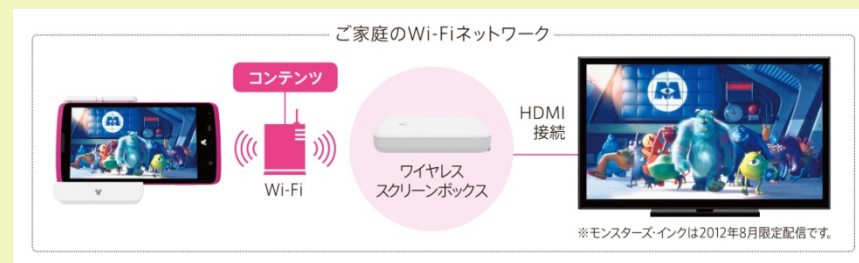 ご家庭のWi-Fiネットワーク
コンテンツ
Wi-Fi
ワイヤレス
スクリーンボックス
HDMI
接続
※モンスターズ・インクは2012年8月限定配信です。